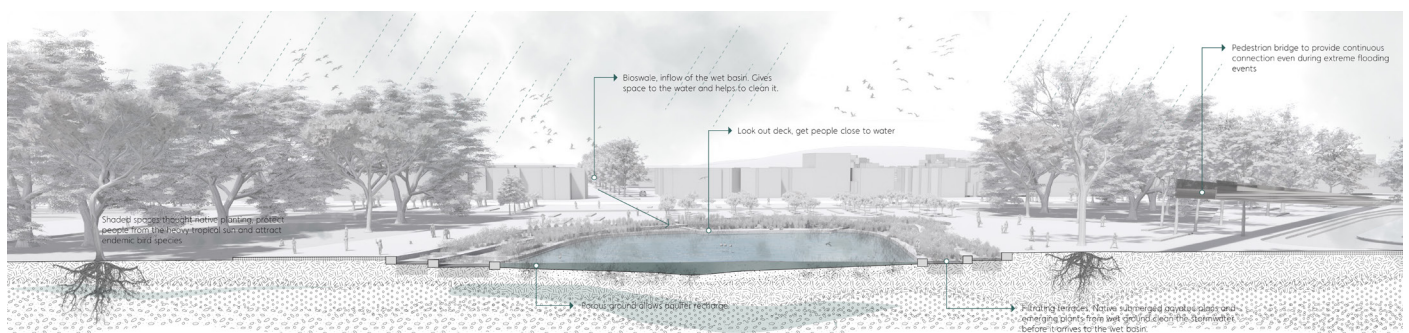 Pedestrian bridge to provide continuous
connection even during extreme flooding
events
Bioswale, inflow of the wet basin. Gives
space to the water and helps to clean it.
Look out deck, get people close to water
Shaded spaces thought native planting, protect
people from the heavy tropical sun and attract
endemic bird species
Porous ground allows aquifer recharge
Filtrating terraces. Native submerged plans and
emerging plants from wet ground clean the stormwater
before it arrives to the wet basin.